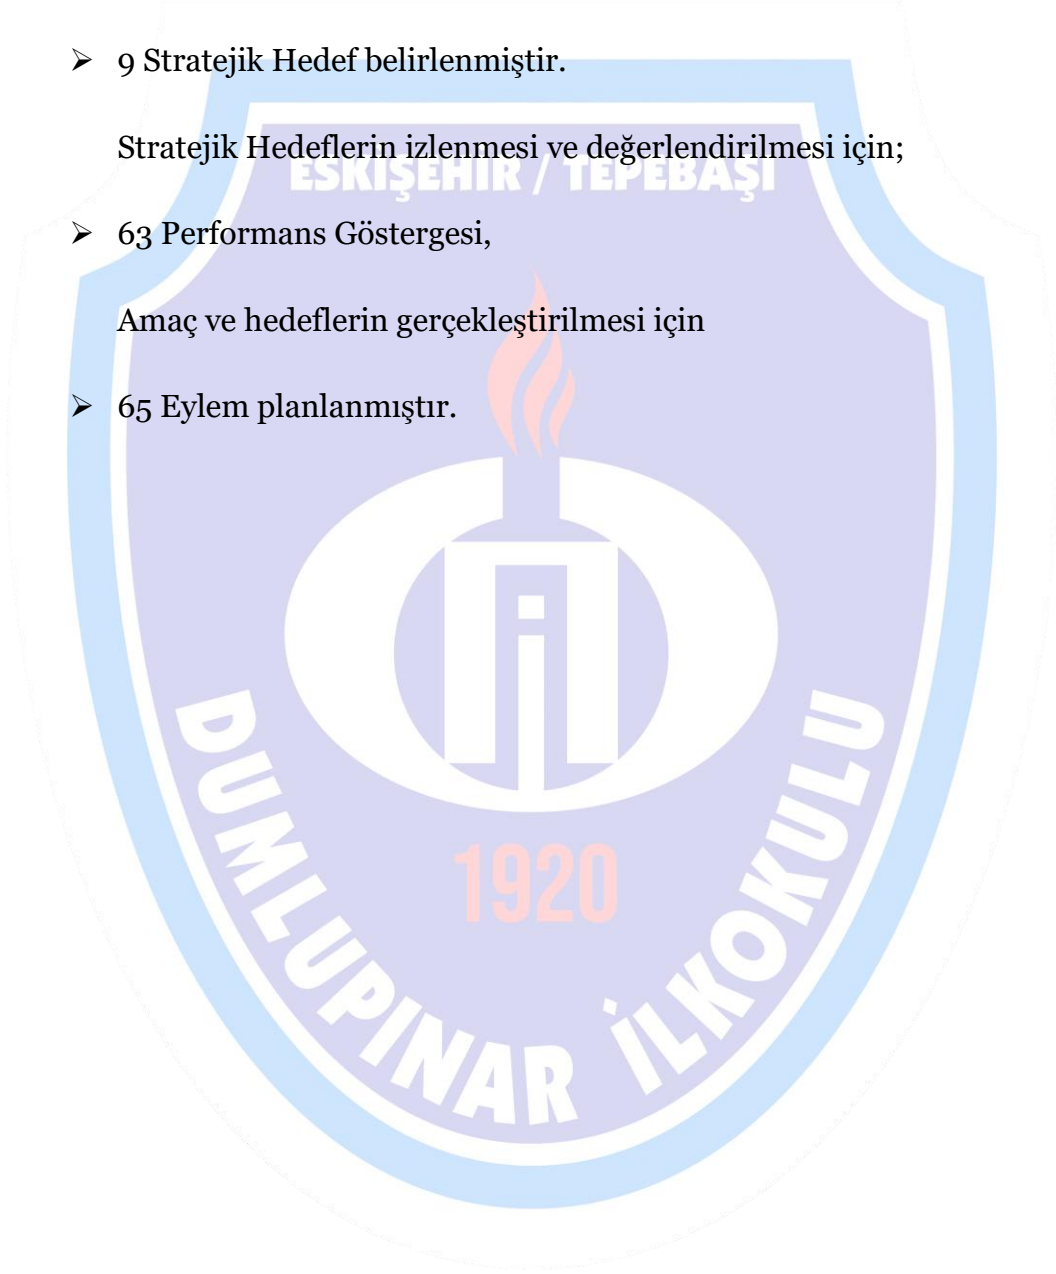 ➢ 9 Stratejik Hedef belirlenmiştir.
Stratejik Hedeflerin izlenmesi ve değerlendirilmesi için;
ESKİŞEHİR / TEPEBAŞI
➢ 63 Performans Göstergesi,
Amaç ve hedeflerin gerçekleştirilmesi için
➢ 65 Eylem planlanmıştır.
1920
DUMLUPINAR İLKOKULU